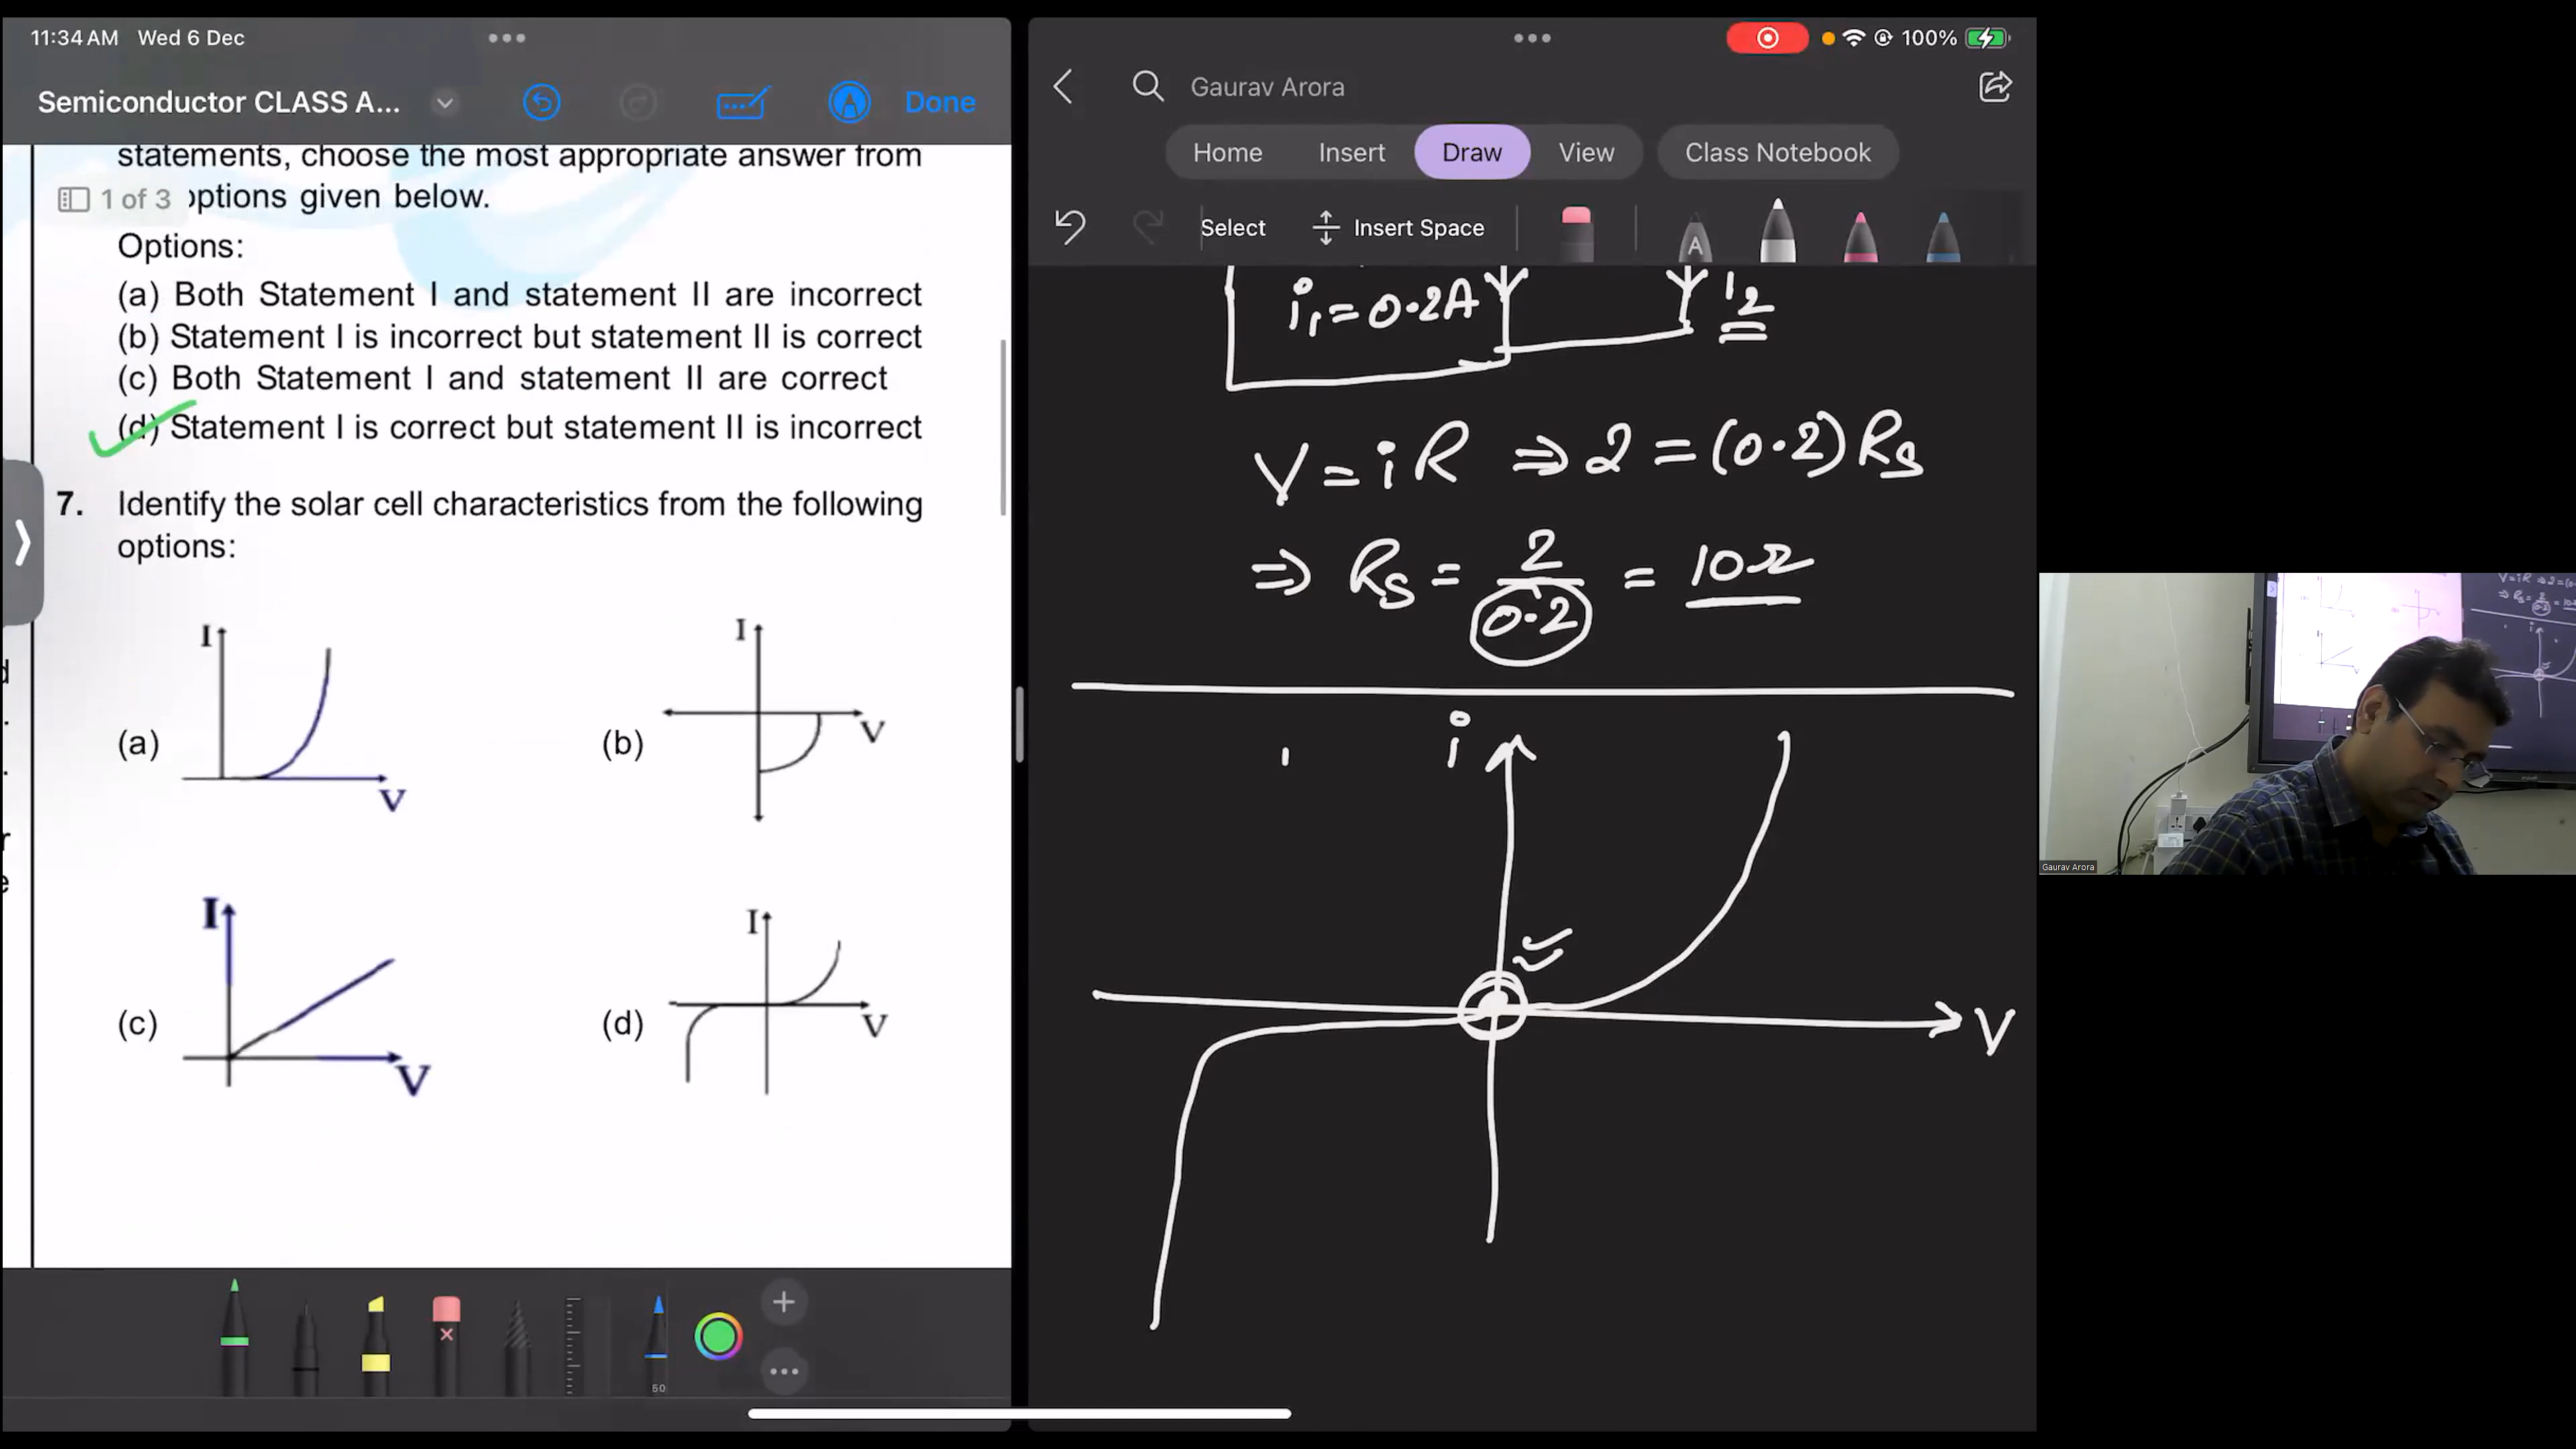 11:34 AM Wed 6 Dec
Semiconductor CLASS A...
Done
statements, choose the most appropriate answer from
1 of 3
options given below.
Options:
(a) Both Statement I and statement II are incorrect
(b) Statement I is incorrect but statement II is correct
(c) Both Statement I and statement II are correct
(d) Statement I is correct but statement II is incorrect
7. Identify the solar cell characteristics from the following
options:
(a) I V
(b) I V
(c) I V
(d) I V
50
100%
Gaurav Arora
Home Insert Draw View Class Notebook
Select Insert Space
A
i₁ = 0.2A
V = iR ⇒ 2 = (0.2) Rs
⇒ Rs = 2/0.2 = 10Ω
i
V
Gaurav Arora